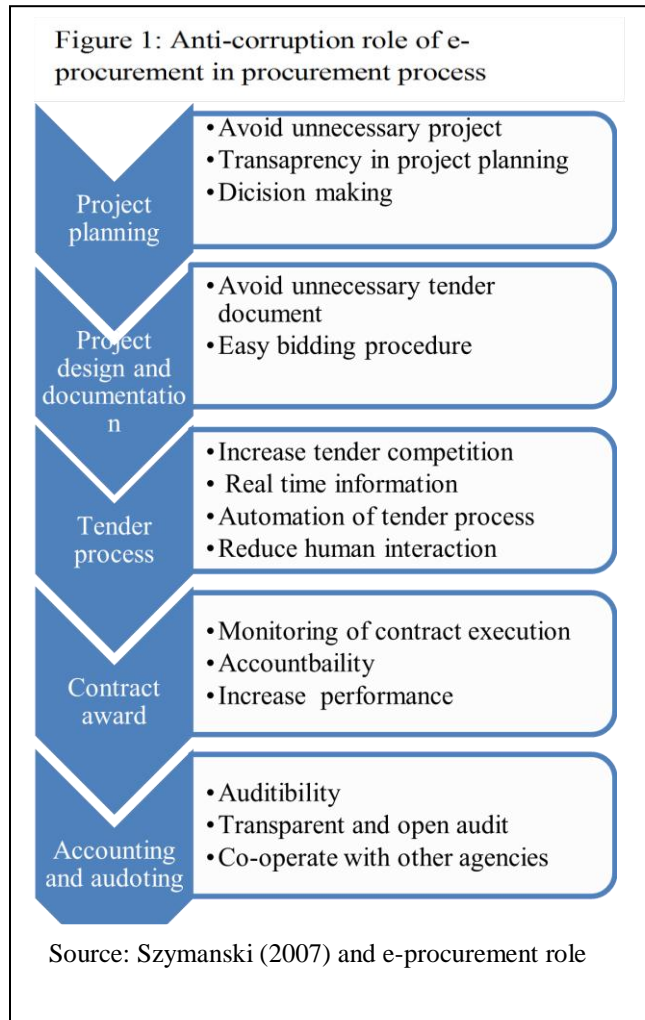 Figure 1: Anti-corruption role of e-
procurement in procurement process
Project
planning
• Avoid unnecessary project
• Transaprency in project planning
• Dicision making
Project
design and
documentatio
n
• Avoid unnecessary tender
document
• Easy bidding procedure
Tender
process
• Increase tender competition
• Real time information
• Automation of tender process
• Reduce human interaction
Contract
award
• Monitoring of contract execution
• Accountbaility
• Increase performance
Accounting
and audoting
• Auditibility
• Transparent and open audit
• Co-operate with other agencies
Source: Szymanski (2007) and e-procurement role